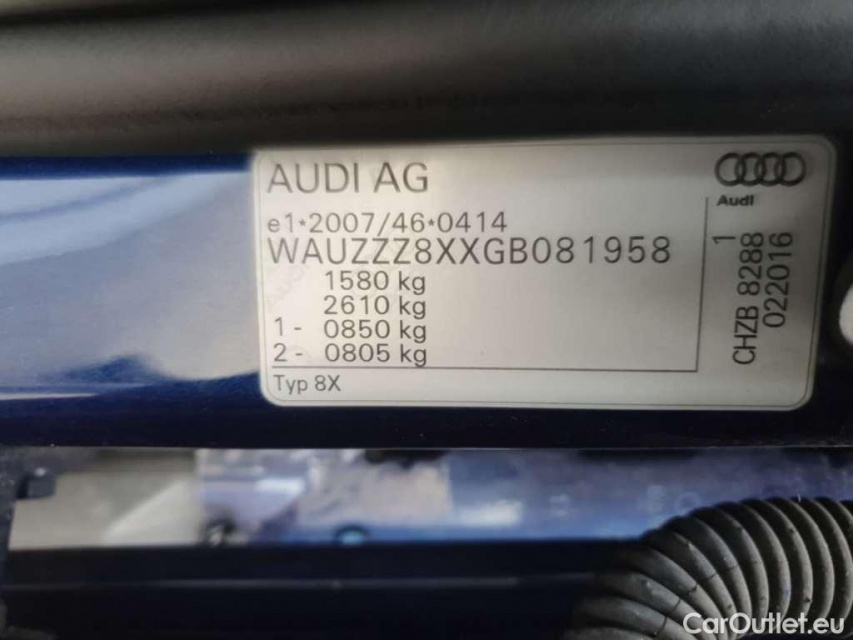 AUDI AG
Audi
e1*2007/46*0414
WAUZZZ8XXGB081958
1580 kg
2610 kg
1- 0850 kg
2- 0805 kg
Typ 8X
1
CHZB 8288
022016
CarOutlet.eu